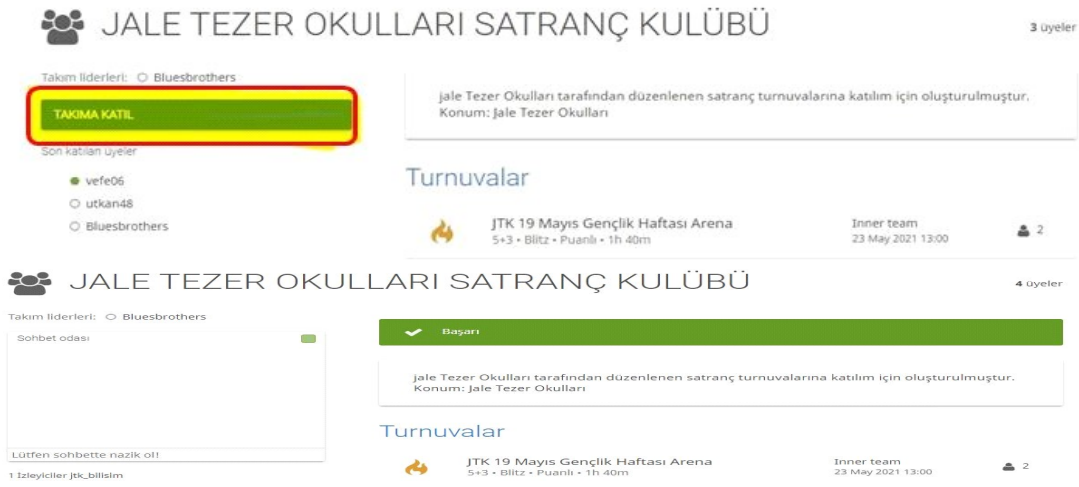 JALE TEZER OKULLARI SATRANÇ KULÜBÜ
3 üyeler
Takım liderleri: Bluesbrothers
TAKIMA KATIL
Son katılan üyeler
vefe06
utkan48
Bluesbrothers
jale Tezer Okulları tarafından düzenlenen satranç turnuvalarına katılım için oluşturulmuştur.
Konum: Jale Tezer Okulları
Turnuvalar
JTK 19 Mayıs Gençlik Haftası Arena
5+3 • Blitz • Puanlı • 1h 40m
Inner team
23 May 2021 13:00
2
JALE TEZER OKULLARI SATRANÇ KULÜBÜ
4 üyeler
Takım liderleri: Bluesbrothers
Sohbet odası
Lütfen sohbette nazik ol!
1 İzleyiciler jtk_bilisim
Başarı
jale Tezer Okulları tarafından düzenlenen satranç turnuvalarına katılım için oluşturulmuştur.
Konum: Jale Tezer Okulları
Turnuvalar
JTK 19 Mayıs Gençlik Haftası Arena
5+3 • Blitz • Puanlı • 1h 40m
Inner team
23 May 2021 13:00
2